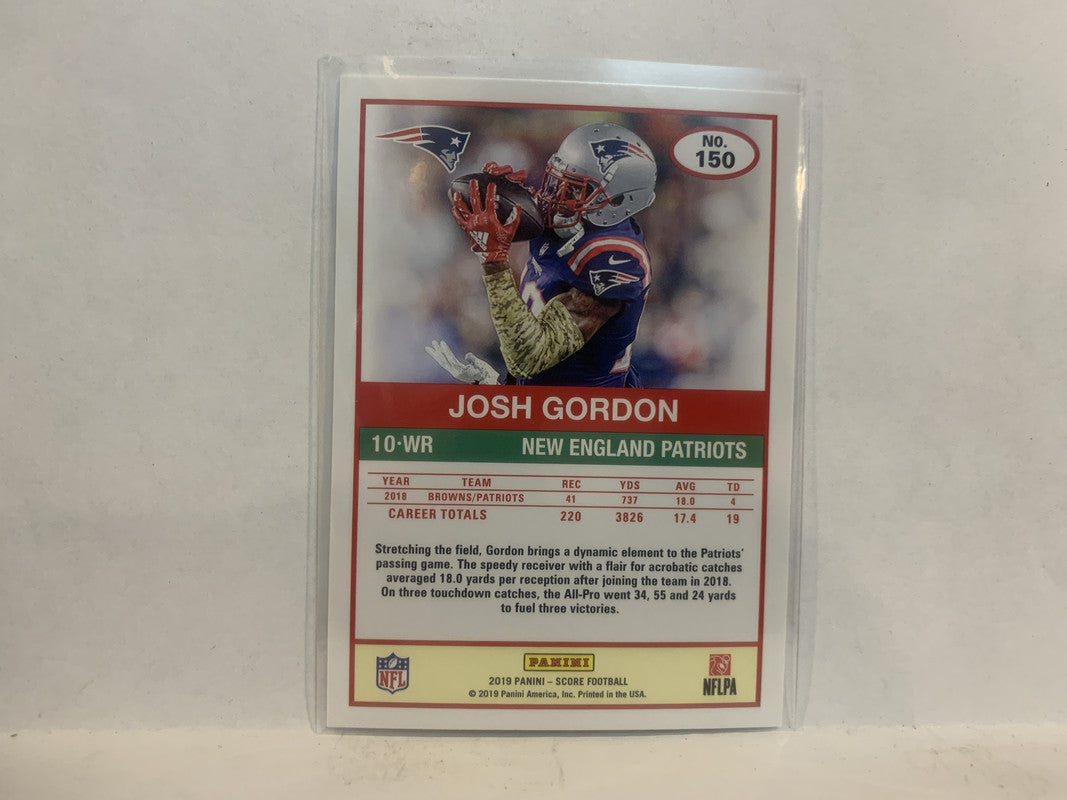 NO.
150
JOSH GORDON
10·WR NEW ENGLAND PATRIOTS
YEAR TEAM REC YDS AVG TD
2018 BROWNS/PATRIOTS 41 737 18.0 4
CAREER TOTALS 220 3826 17.4 19
Stretching the field, Gordon brings a dynamic element to the Patriots'
passing game. The speedy receiver with a flair for acrobatic catches
averaged 18.0 yards per reception after joining the team in 2018.
On three touchdown catches, the All-Pro went 34, 55 and 24 yards
to fuel three victories.
NFL
PANINI
2019 PANINI – SCORE FOOTBALL
© 2019 Panini America, Inc. Printed in the USA.
NFLPA